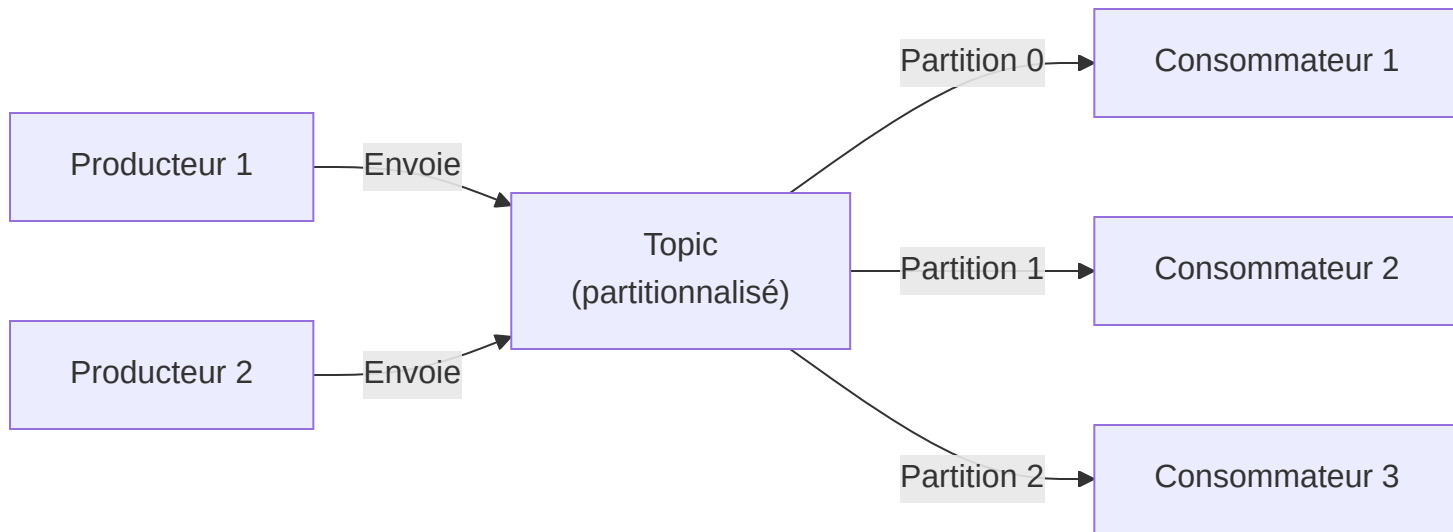 Producteur 1
Envoie
Producteur 2
Envoie
Topic
(partitionnalisé)
Partition 0
Consommateur 1
Partition 1
Consommateur 2
Partition 2
Consommateur 3